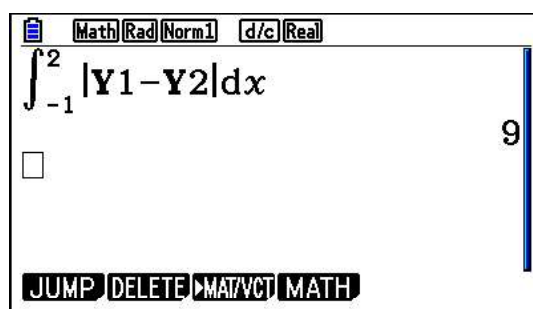 Math Rad Norm1 d/c Real
∫₋₁² |Y1−Y2|dx
9
JUMP DELETE ▶MAT/VCT MATH